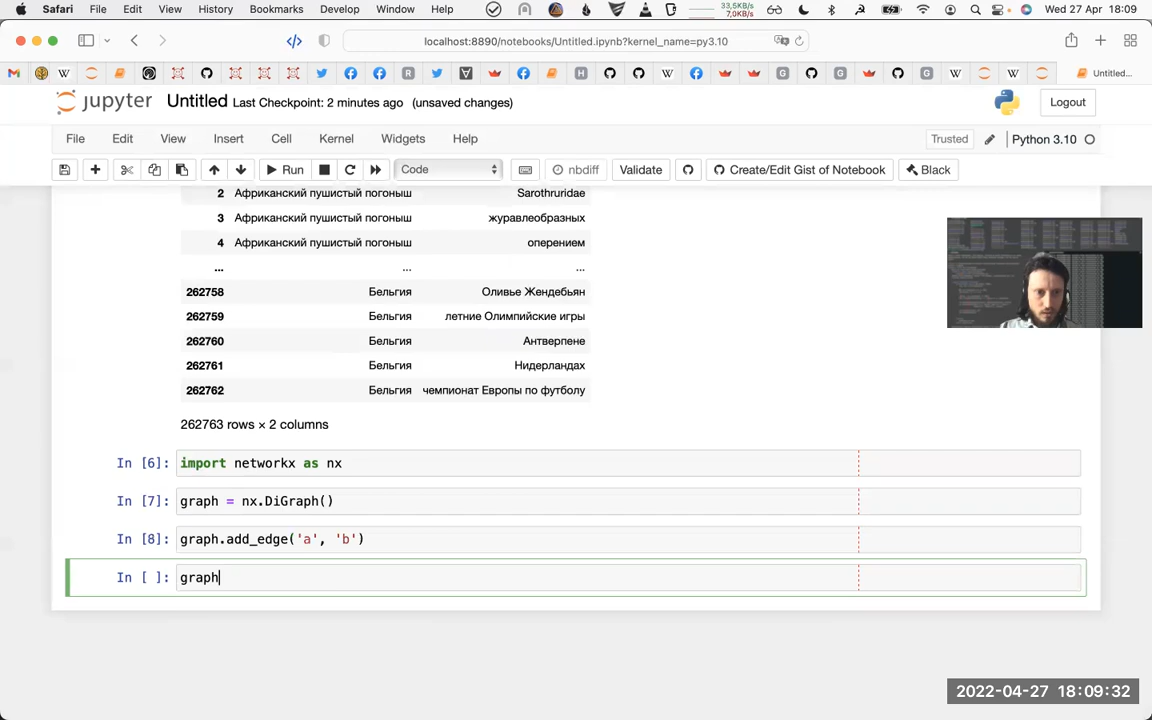 Safari File Edit View History Bookmarks Develop Window Help 33,5KB/s 7,0KB/s Wed 27 Apr 18:09
localhost:8890/notebooks/Untitled.ipynb?kernel_name=py3.10
Untitled...
jupyter Untitled Last Checkpoint: 2 minutes ago (unsaved changes) Logout
File Edit View Insert Cell Kernel Widgets Help Trusted Python 3.10
Run Code nbdiff Validate Create/Edit Gist of Notebook Black
2 Африканский пушистый погоныш Sarothruridae
3 Африканский пушистый погоныш журавлеобразных
4 Африканский пушистый погоныш оперением
... ... ...
262758 Бельгия Оливье Жендебьян
262759 Бельгия летние Олимпийские игры
262760 Бельгия Антверпене
262761 Бельгия Нидерландах
262762 Бельгия чемпионат Европы по футболу
262763 rows × 2 columns
In [6]: import networkx as nx
In [7]: graph = nx.DiGraph()
In [8]: graph.add_edge('a', 'b')
In [ ]: graph
2022-04-27 18:09:32